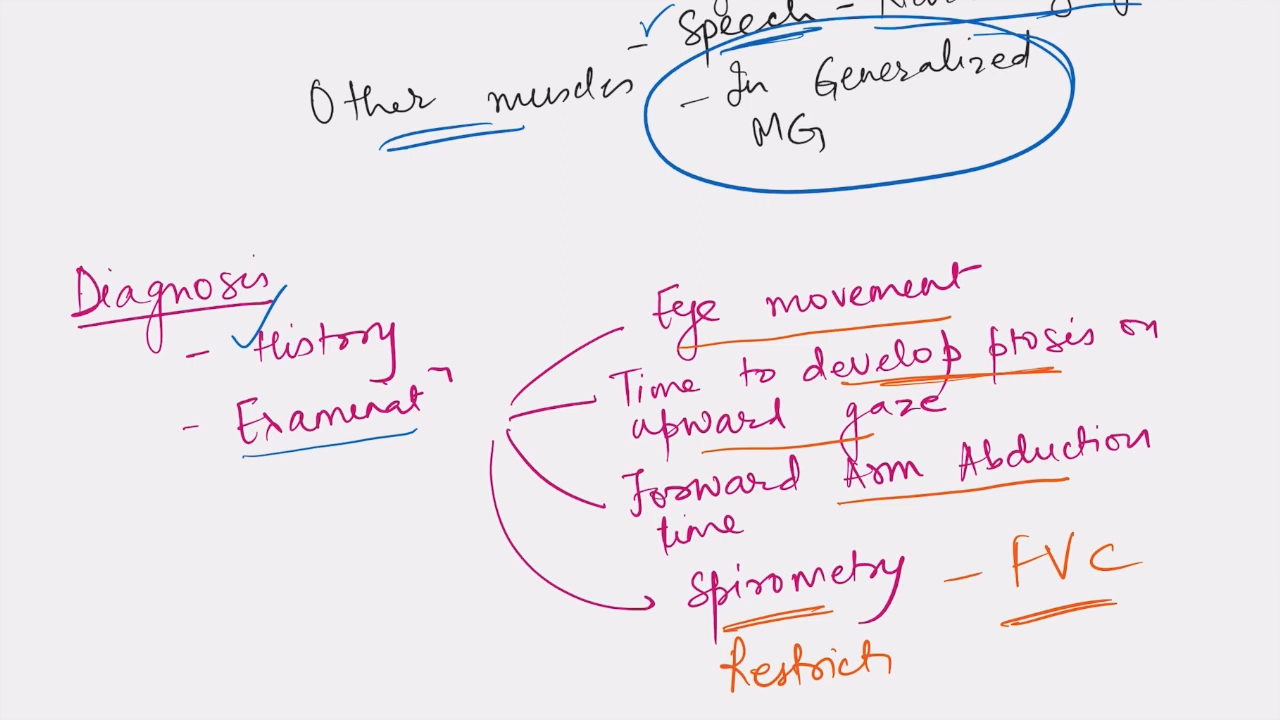 - Speech -
Other muscles - In Generalized
MG
Diagnosis
- History
- Examinat
Eye movement
Time to develop ptosis on
upward gaze
Forward Arm Abduction
time
Spirometry - FVC
Restricti